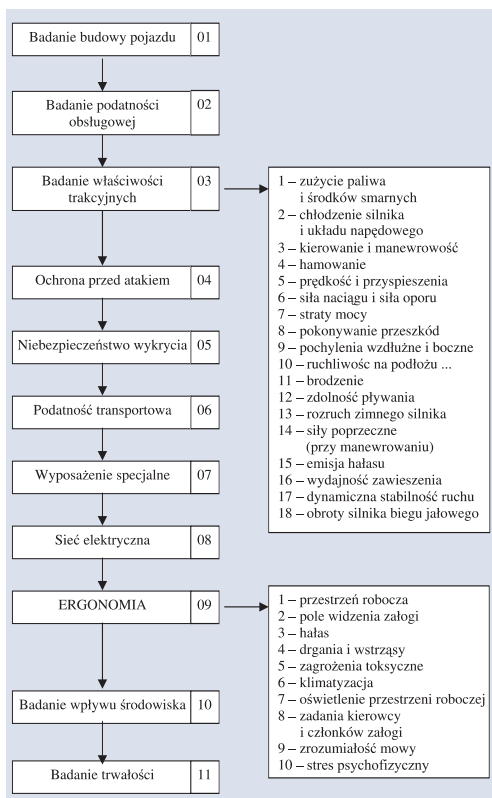 Badanie budowy pojazdu 01
Badanie podatności
obsługowej 02
Badanie właściwości
trakcyjnych 03
1 – zużycie paliwa
i środków smarnych
2 – chłodzenie silnika
i układu napędowego
3 – kierowanie i manewrowość
4 – hamowanie
5 – prędkość i przyspieszenia
6 – siła naciągu i siła oporu
7 – straty mocy
8 – pokonywanie przeszkód
9 – pochylenia wzdłużne i boczne
10 – ruchliwośc na podłożu ...
11 – brodzenie
12 – zdolność pływania
13 – rozruch zimnego silnika
14 – siły poprzeczne
(przy manewrowaniu)
15 – emisja hałasu
16 – wydajność zawieszenia
17 – dynamiczna stabilność ruchu
18 – obroty silnika biegu jałowego
Ochrona przed atakiem 04
Niebezpieczeństwo wykrycia 05
Podatność transportowa 06
Wyposażenie specjalne 07
Sieć elektryczna 08
ERGONOMIA 09
1 – przestrzeń robocza
2 – pole widzenia załogi
3 – hałas
4 – drgania i wstrząsy
5 – zagrożenia toksyczne
6 – klimatyzacja
7 – oświetlenie przestrzeni roboczej
8 – zadania kierowcy
i członków załogi
9 – zrozumiałość mowy
10 – stres psychofizyczny
Badanie wpływu środowiska 10
Badanie trwałości 11